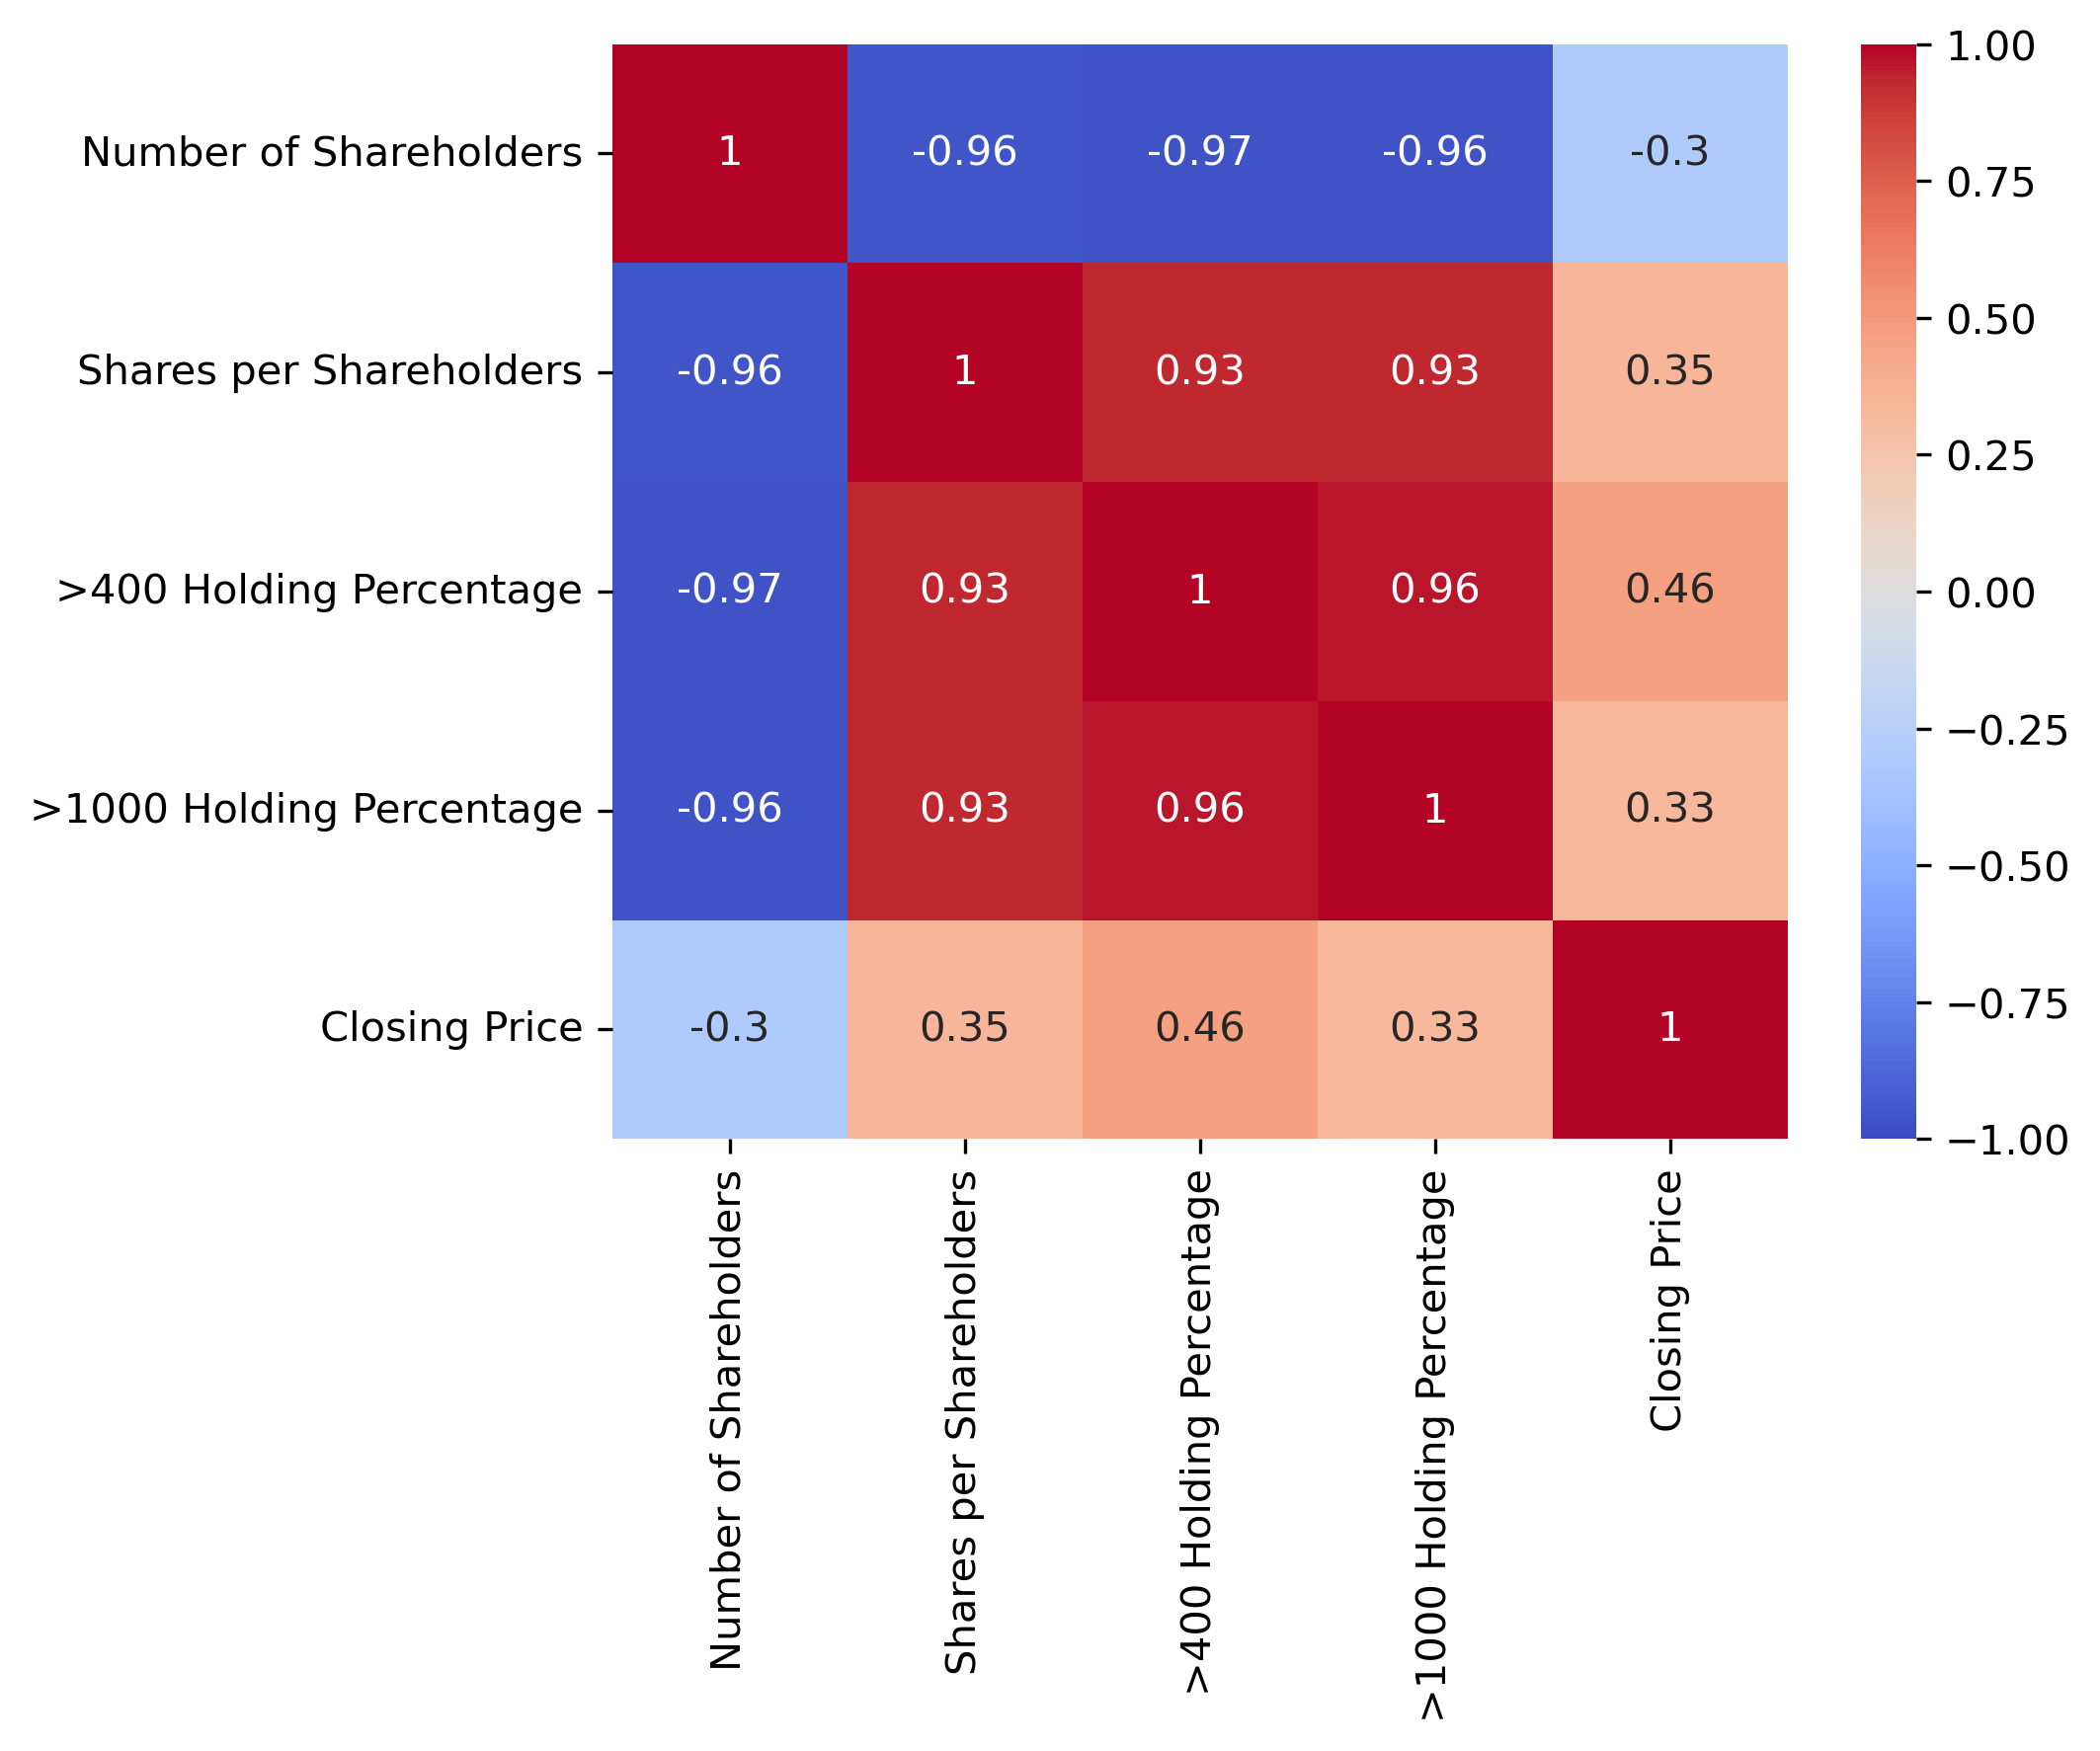 Number of Shareholders 1 -0.96 -0.97 -0.96 -0.3
Shares per Shareholders -0.96 1 0.93 0.93 0.35
>400 Holding Percentage -0.97 0.93 1 0.96 0.46
>1000 Holding Percentage -0.96 0.93 0.96 1 0.33
Closing Price -0.3 0.35 0.46 0.33 1
Number of Shareholders
Shares per Shareholders
>400 Holding Percentage
>1000 Holding Percentage
Closing Price
1.00
0.75
0.50
0.25
0.00
−0.25
−0.50
−0.75
−1.00